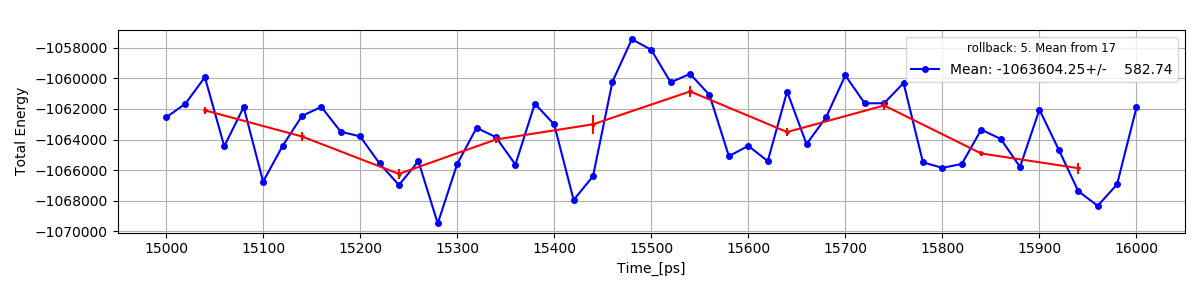 rollback: 5. Mean from 17
Mean: -1063604.25+/- 582.74
Total Energy
−1058000
−1060000
−1062000
−1064000
−1066000
−1068000
−1070000
15000 15100 15200 15300 15400 15500 15600 15700 15800 15900 16000
Time_[ps]